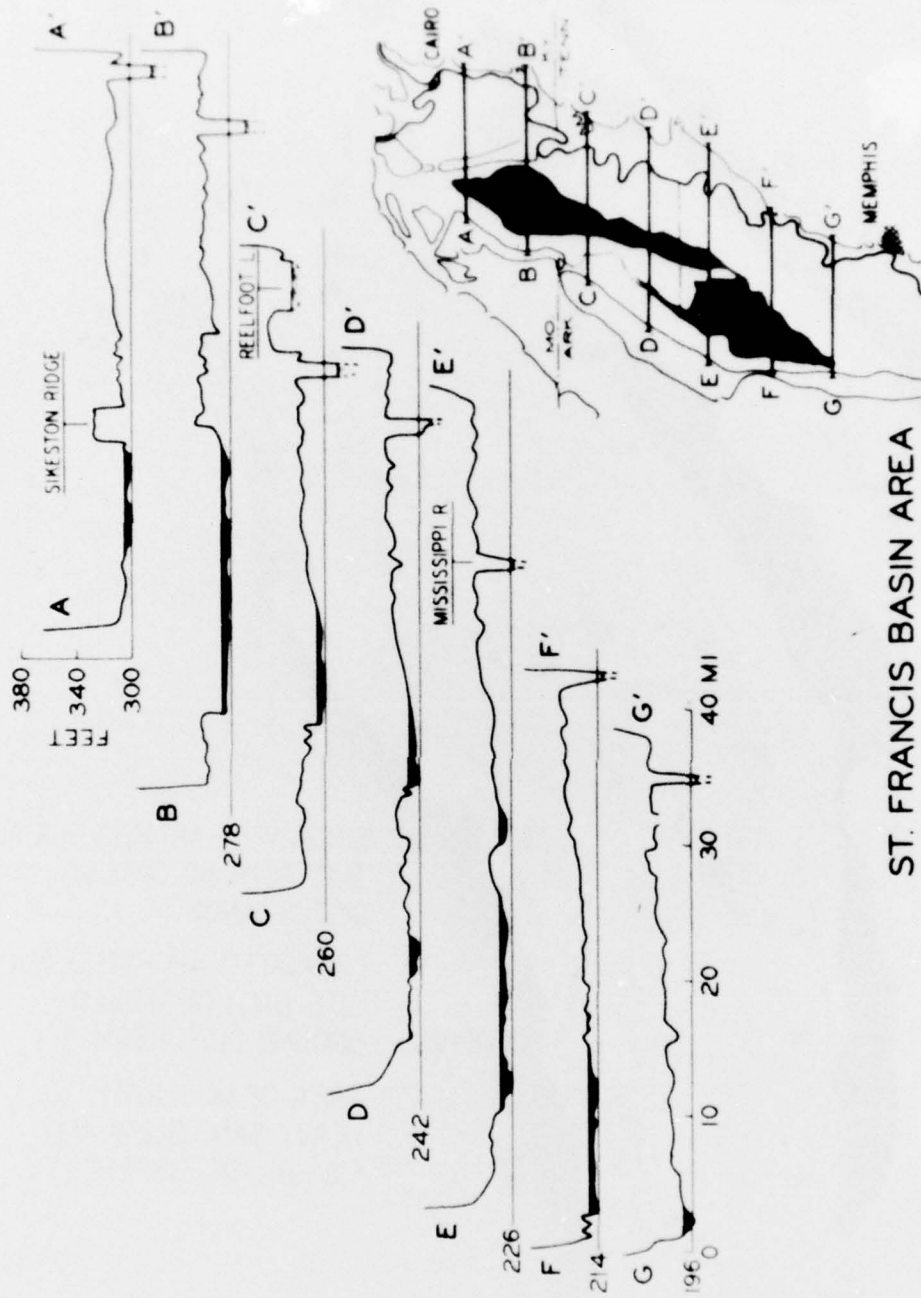 FEET
380
340
300
A
SIKESTON RIDGE
A'
B
278
B'
C
260
REELFOOT L
C'
D
242
D'
E
226
MISSISSIPPI R
E'
F
214
F'
G
196
G'
0 10 20 30 40 MI
CAIRO
A A'
B B'
KY
TENN
MO
ARK
C C'
D D'
E E'
F F'
G G'
MEMPHIS
ST. FRANCIS BASIN AREA